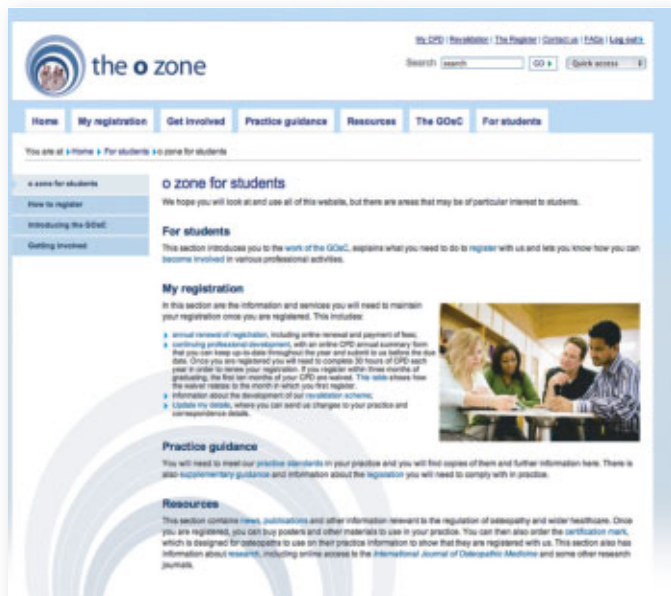 My CPD | Revalidation | The Register | Contact us | FAQs | Log out
the o zone
Search search GO Quick access
Home My registration Get involved Practice guidance Resources The GOsC For students
You are at Home For students o zone for students
o zone for students
How to register
Introducing the GOsC
Getting involved
o zone for students
We hope you will look at and use all of this website, but there are areas that may be of particular interest to students.
For students
This section introduces you to the work of the GOsC, explains what you need to do to register with us and lets you know how you can
become involved in various professional activities.
My registration
In this section are the information and services you will need to maintain
your registration once you are registered. This includes:
annual renewal of registration, including online renewal and payment of fees;
continuing professional development, with an online CPD annual summary form
that you can keep up-to-date throughout the year and submit to us before the due
date. Once you are registered you will need to complete 30 hours of CPD each
year in order to renew your registration. If you register within three months of
graduating, the first ten months of your CPD are waived. This table shows how
the waiver relates to the month in which you first register.
information about the development of our revalidation scheme;
Update my details, where you can send us changes to your practice and
correspondence details.
Practice guidance
You will need to meet our practice standards in your practice and you will find copies of them and further information here. There is
also supplementary guidance and information about the legislation you will need to comply with in practice.
Resources
This section contains news, publications and other information relevant to the regulation of osteopathy and wider healthcare. Once
you are registered, you can buy posters and other materials to use in your practice. You can then also order the certification mark,
which is designed for osteopaths to use on their practice information to show that they are registered with us. This section also has
information about research, including online access to the International Journal of Osteopathic Medicine and some other research
journals.